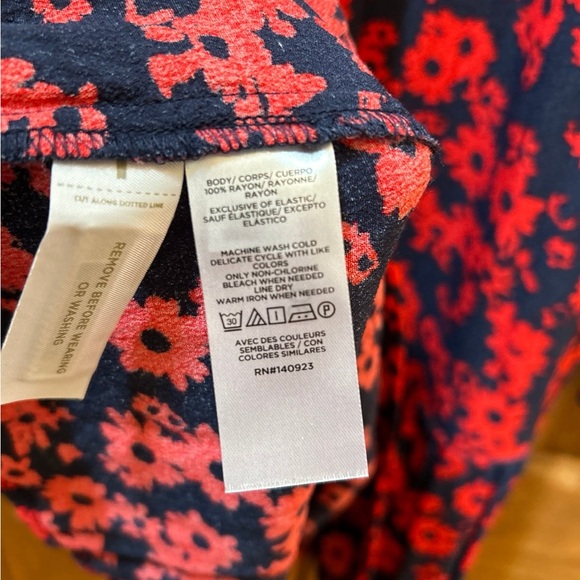 CUT ALONG DOTTED LINE
REMOVE BEFORE WEARING
OR WASHING
BODY/ CORPS/ CUERPO
100% RAYON/ RAYONNE/
RAYÓN
EXCLUSIVE OF ELASTIC/
SAUF ÉLASTIQUE/ EXCEPTO
ELÁSTICO
MACHINE WASH COLD
DELICATE CYCLE WITH LIKE
COLORS
ONLY NON-CHLORINE
BLEACH WHEN NEEDED
LINE DRY
WARM IRON WHEN NEEDED
30
P
AVEC DES COULEURS
SEMBLABLES / CON
COLORES SIMILARES
RN#140923